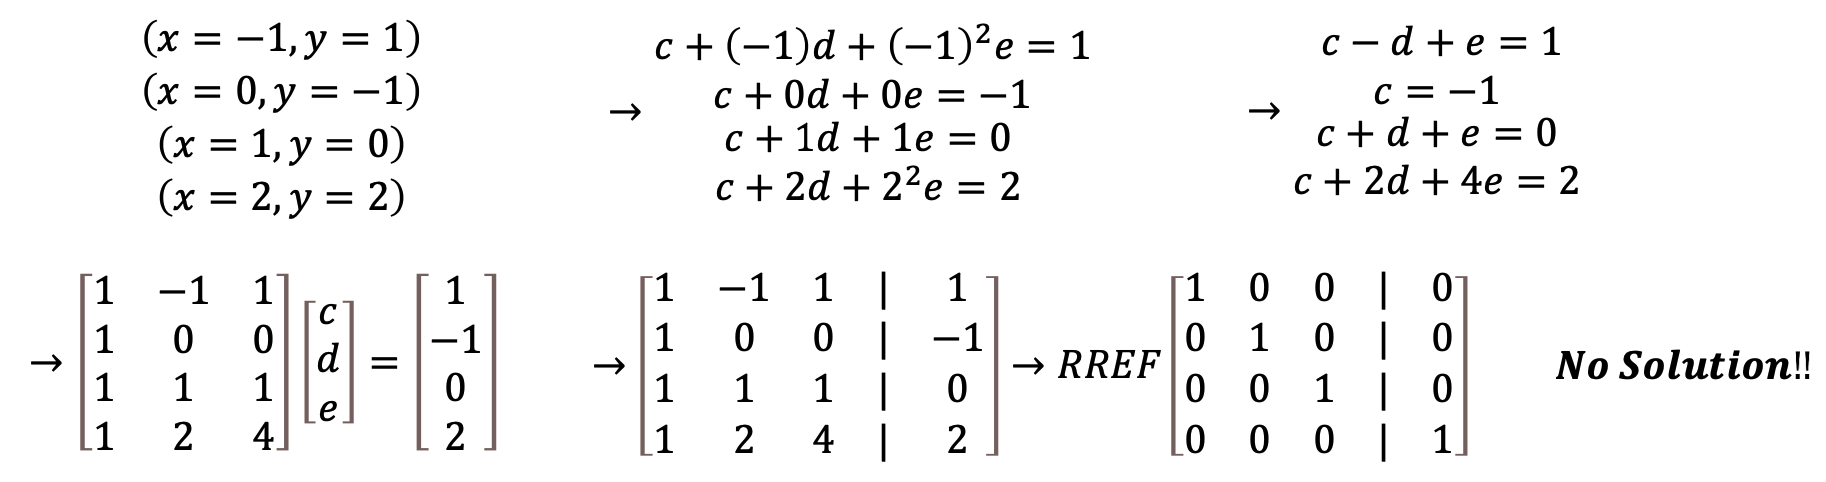 (x = −1, y = 1)
(x = 0, y = −1)
(x = 1, y = 0)
(x = 2, y = 2)
→
c + (−1)d + (−1)²e = 1
c + 0d + 0e = −1
c + 1d + 1e = 0
c + 2d + 2²e = 2
→
c − d + e = 1
c = −1
c + d + e = 0
c + 2d + 4e = 2
→ [1 −1 1; 1 0 0; 1 1 1; 1 2 4] [c; d; e] = [1; −1; 0; 2]
→ [1 −1 1 | 1; 1 0 0 | −1; 1 1 1 | 0; 1 2 4 | 2]
→ RREF [1 0 0 | 0; 0 1 0 | 0; 0 0 1 | 0; 0 0 0 | 1]
No Solution!!